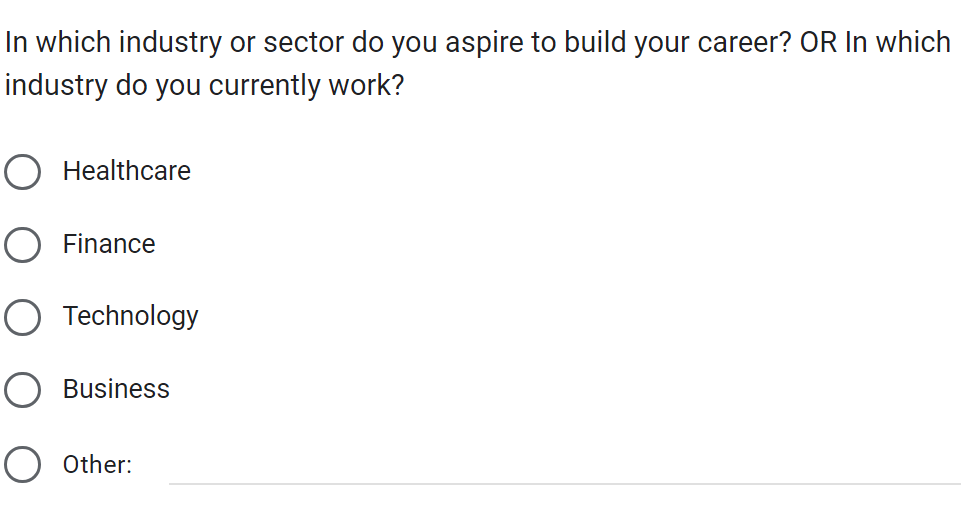 In which industry or sector do you aspire to build your career? OR In which
industry do you currently work?
Healthcare
Finance
Technology
Business
Other: